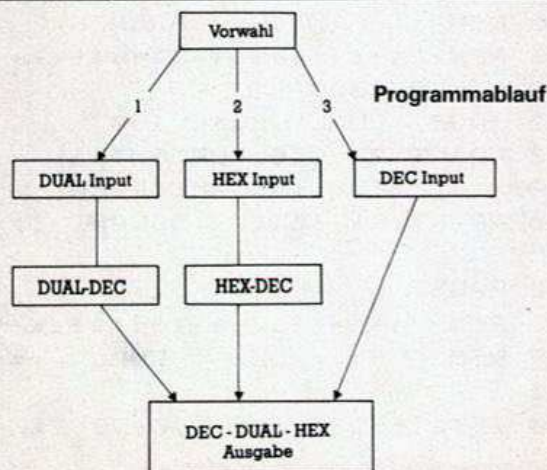 Vorwahl
Programmablauf
1
2
3
DUAL Input
HEX Input
DEC Input
DUAL-DEC
HEX-DEC
DEC - DUAL - HEX
Ausgabe